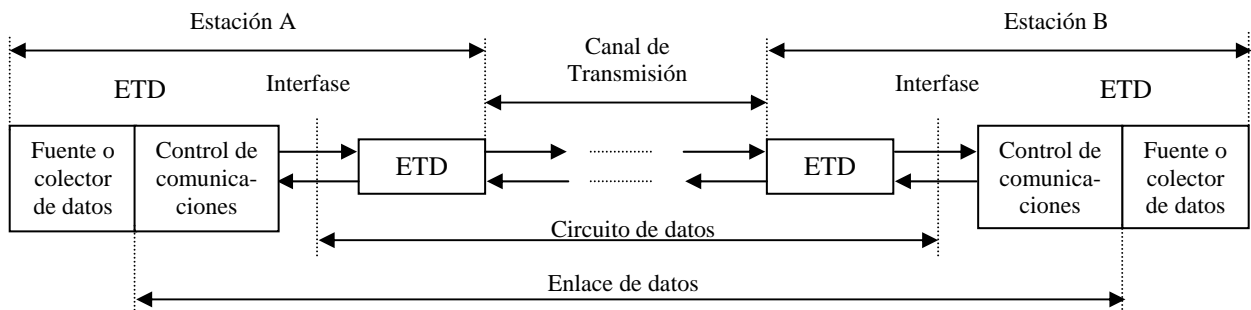 Estación A
Estación B
Canal de
Transmisión
ETD
Interfase
Interfase
ETD
Fuente o
colector
de datos
Control de
comunica-
ciones
ETD
ETD
Control de
comunica-
ciones
Fuente o
colector
de datos
Circuito de datos
Enlace de datos